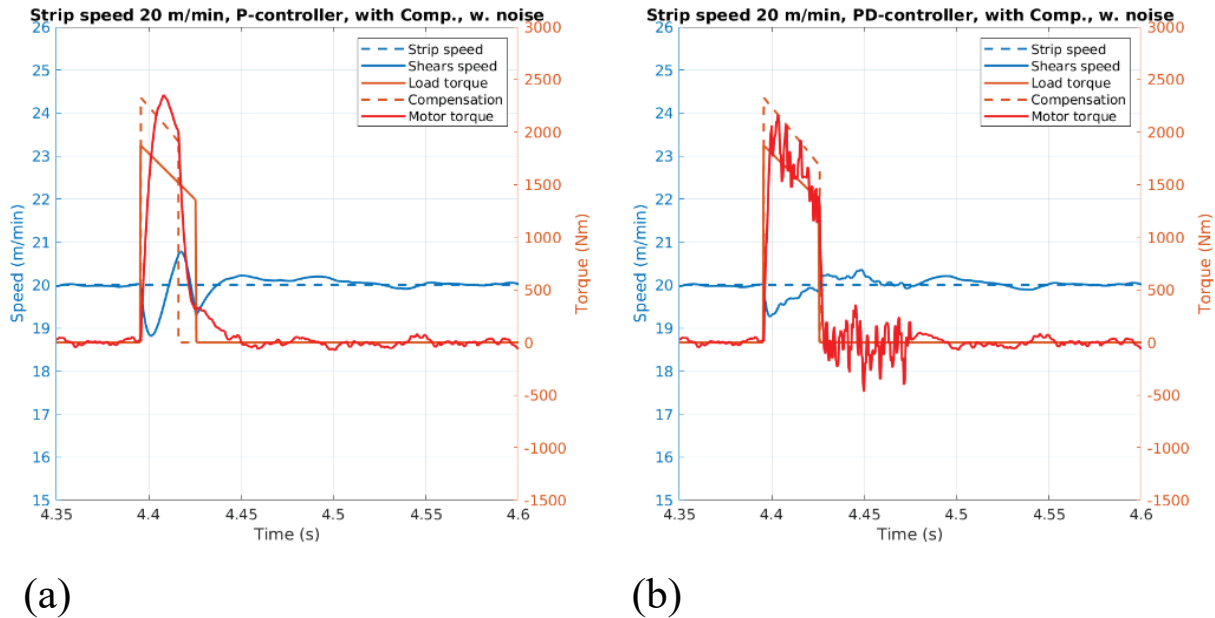 Strip speed 20 m/min, P-controller, with Comp., w. noise
26
25
24
23
22
21
20
19
18
17
16
15
Speed (m/min)
3000
2500
2000
1500
1000
500
0
-500
-1000
-1500
Torque (Nm)
Strip speed
Shears speed
Load torque
Compensation
Motor torque
4.35 4.4 4.45 4.5 4.55 4.6
Time (s)
(a)
Strip speed 20 m/min, PD-controller, with Comp., w. noise
26
25
24
23
22
21
20
19
18
17
16
15
Speed (m/min)
3000
2500
2000
1500
1000
500
0
-500
-1000
-1500
Torque (Nm)
Strip speed
Shears speed
Load torque
Compensation
Motor torque
4.35 4.4 4.45 4.5 4.55 4.6
Time (s)
(b)